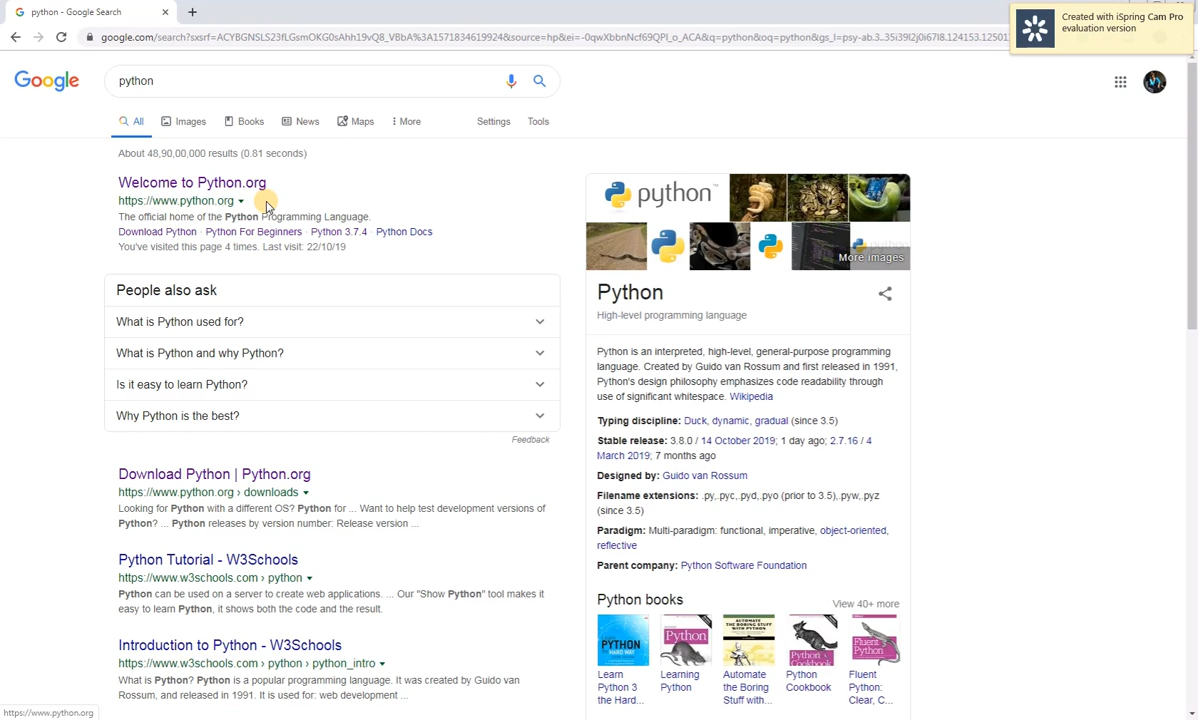 python - Google Search
Created with iSpring Cam Pro
evaluation version
google.com/search?sxsrf=ACYBGNSLS23fLGsmOKG0sAhh19vQ8_VBbA%3A1571834619924&source=hp&ei=-0qwXbbnNcf69QPI_o_ACA&q=python&oq=python&gs_l=psy-ab.3...35i39l2j0i67l8.124153.12501
Google
python
All
Images
Books
News
Maps
More
Settings
Tools
About 48,90,00,000 results (0.81 seconds)
Welcome to Python.org
https://www.python.org
The official home of the Python Programming Language.
Download Python · Python For Beginners · Python 3.7.4 · Python Docs
You've visited this page 4 times. Last visit: 22/10/19
People also ask
What is Python used for?
What is Python and why Python?
Is it easy to learn Python?
Why Python is the best?
Feedback
Download Python | Python.org
https://www.python.org › downloads
Looking for Python with a different OS? Python for ... Want to help test development versions of
Python? ... Python releases by version number: Release version ...
Python Tutorial - W3Schools
https://www.w3schools.com › python
Python can be used on a server to create web applications. ... Our "Show Python" tool makes it
easy to learn Python, it shows both the code and the result.
Introduction to Python - W3Schools
https://www.w3schools.com › python › python_intro
What is Python? Python is a popular programming language. It was created by Guido van
Rossum, and released in 1991. It is used for: web development ...
https://www.python.org
python™
More images
Python
High-level programming language
Python is an interpreted, high-level, general-purpose programming
language. Created by Guido van Rossum and first released in 1991,
Python's design philosophy emphasizes code readability through
use of significant whitespace. Wikipedia
Typing discipline: Duck, dynamic, gradual (since 3.5)
Stable release: 3.8.0 / 14 October 2019; 1 day ago; 2.7.16 / 4
March 2019; 7 months ago
Designed by: Guido van Rossum
Filename extensions: .py,.pyc,.pyd,.pyo (prior to 3.5),.pyw,.pyz
(since 3.5)
Paradigm: Multi-paradigm: functional, imperative, object-oriented,
reflective
Parent company: Python Software Foundation
Python books
View 40+ more
PYTHON
Python
Learn
Python 3
the Hard...
Learning
Python
Automate
the Boring
Stuff with...
Python
Cookbook
Fluent
Python:
Clear, C...